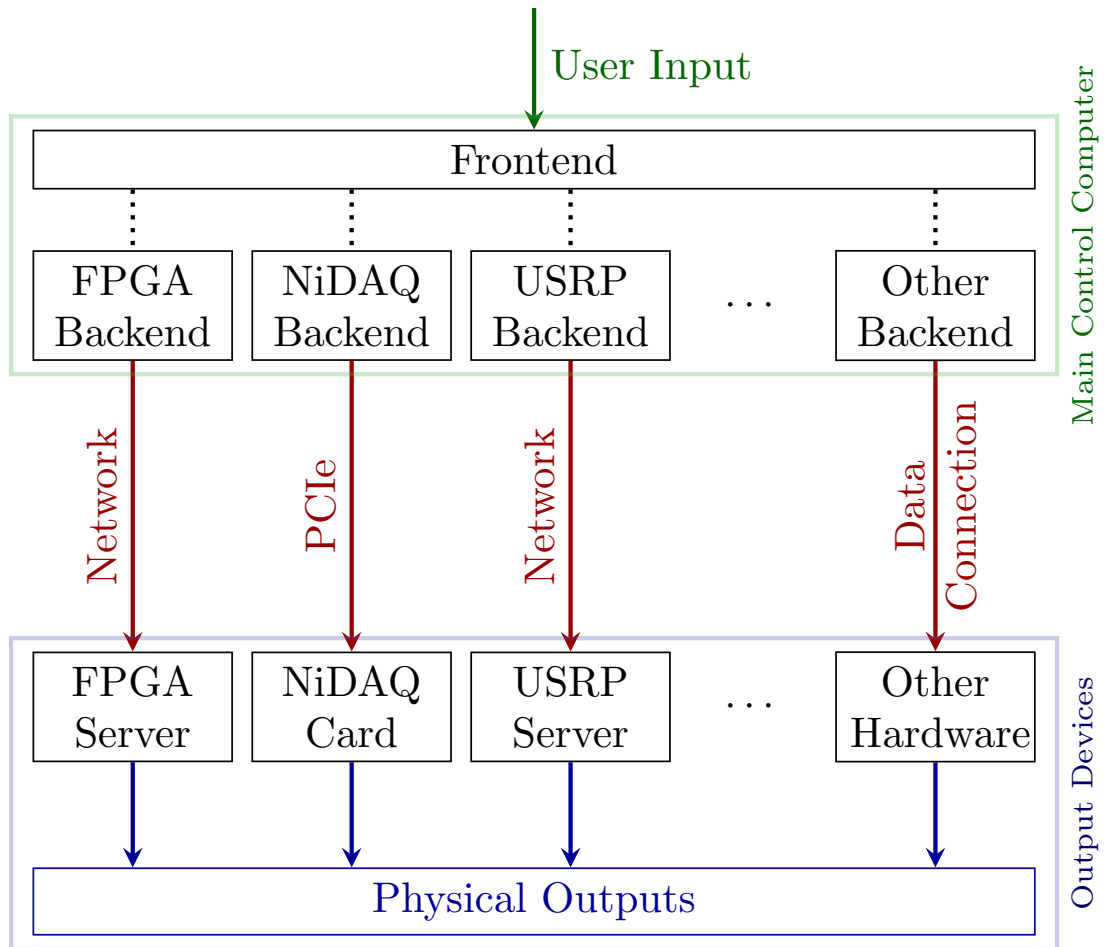 User Input
Main Control Computer
Frontend
FPGA
Backend
NiDAQ
Backend
USRP
Backend
. . .
Other
Backend
Network
PCIe
Network
Data
Connection
FPGA
Server
NiDAQ
Card
USRP
Server
. . .
Other
Hardware
Output Devices
Physical Outputs